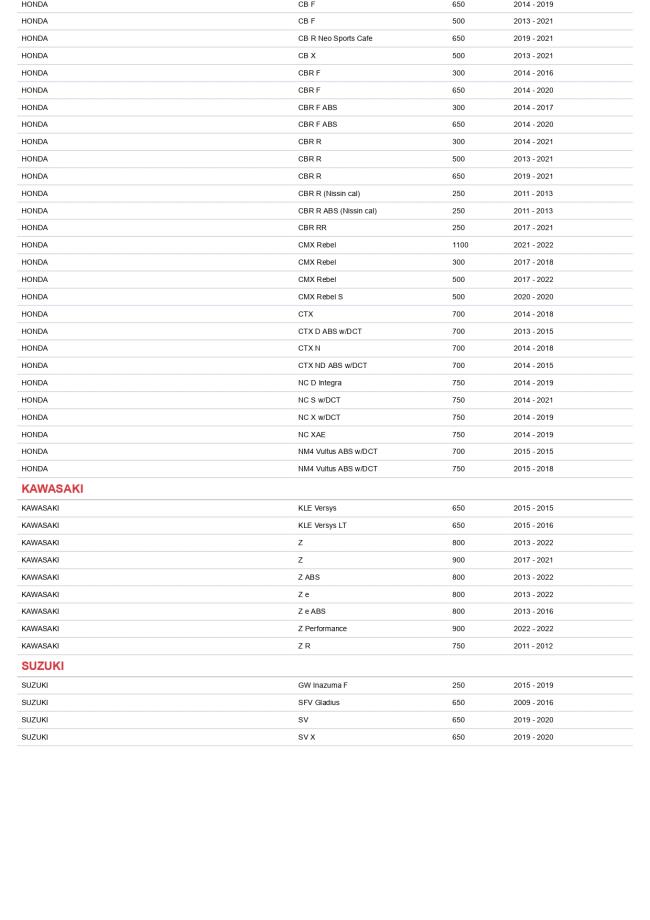 HONDA CB F 650 2014 - 2019
HONDA CB F 500 2013 - 2021
HONDA CB R Neo Sports Cafe 650 2019 - 2021
HONDA CB X 500 2013 - 2021
HONDA CBR F 300 2014 - 2016
HONDA CBR F 650 2014 - 2020
HONDA CBR F ABS 300 2014 - 2017
HONDA CBR F ABS 650 2014 - 2020
HONDA CBR R 300 2014 - 2021
HONDA CBR R 500 2013 - 2021
HONDA CBR R 650 2019 - 2021
HONDA CBR R (Nissin cal) 250 2011 - 2013
HONDA CBR R ABS (Nissin cal) 250 2011 - 2013
HONDA CBR RR 250 2017 - 2021
HONDA CMX Rebel 1100 2021 - 2022
HONDA CMX Rebel 300 2017 - 2018
HONDA CMX Rebel 500 2017 - 2022
HONDA CMX Rebel S 500 2020 - 2020
HONDA CTX 700 2014 - 2018
HONDA CTX D ABS w/DCT 700 2013 - 2015
HONDA CTX N 700 2014 - 2018
HONDA CTX ND ABS w/DCT 700 2014 - 2015
HONDA NC D Integra 750 2014 - 2019
HONDA NC S w/DCT 750 2014 - 2021
HONDA NC X w/DCT 750 2014 - 2019
HONDA NC XAE 750 2014 - 2019
HONDA NM4 Vultus ABS w/DCT 700 2015 - 2015
HONDA NM4 Vultus ABS w/DCT 750 2015 - 2018
KAWASAKI
KAWASAKI KLE Versys 650 2015 - 2015
KAWASAKI KLE Versys LT 650 2015 - 2016
KAWASAKI Z 800 2013 - 2022
KAWASAKI Z 900 2017 - 2021
KAWASAKI Z ABS 800 2013 - 2022
KAWASAKI Z e 800 2013 - 2022
KAWASAKI Z e ABS 800 2013 - 2016
KAWASAKI Z Performance 900 2022 - 2022
KAWASAKI Z R 750 2011 - 2012
SUZUKI
SUZUKI GW Inazuma F 250 2015 - 2019
SUZUKI SFV Gladius 650 2009 - 2016
SUZUKI SV 650 2019 - 2020
SUZUKI SV X 650 2019 - 2020